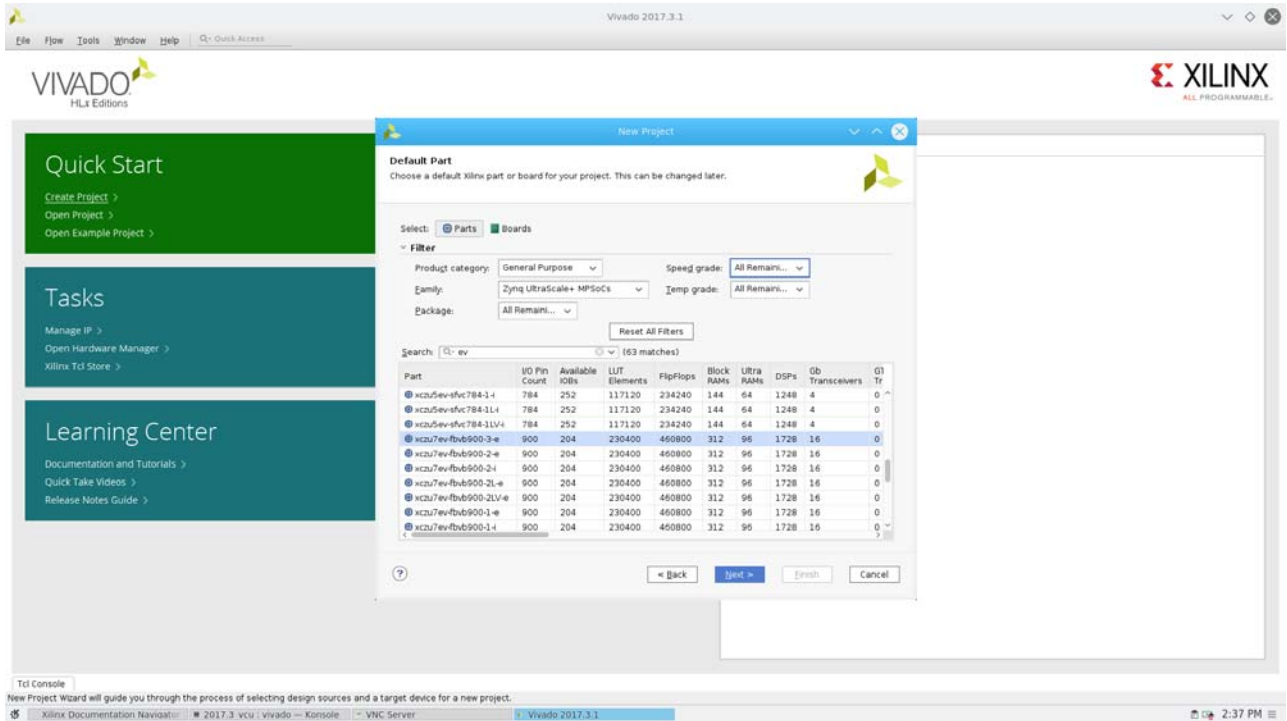 Vivado 2017.3.1
File Flow Tools Window Help Quick Access
VIVADO
HLx Editions
XILINX
ALL PROGRAMMABLE.
Quick Start
Create Project >
Open Project >
Open Example Project >
Tasks
Manage IP >
Open Hardware Manager >
Xilinx Tcl Store >
Learning Center
Documentation and Tutorials >
Quick Take Videos >
Release Notes Guide >
New Project
Default Part
Choose a default Xilinx part or board for your project. This can be changed later.
Select: Parts Boards
Filter
Product category: General Purpose Speed grade: All Remaini...
Family: Zynq UltraScale+ MPSoCs Temp grade: All Remaini...
Package: All Remaini...
Reset All Filters
Search: ev (63 matches)
Part I/O Pin Count Available IOBs LUT Elements FlipFlops Block RAMs Ultra RAMs DSPs Gb Transceivers GT Tr
xczu5ev-sfvc784-1-i 784 252 117120 234240 144 64 1248 4 0
xczu5ev-sfvc784-1L-i 784 252 117120 234240 144 64 1248 4 0
xczu5ev-sfvc784-1LV-i 784 252 117120 234240 144 64 1248 4 0
xczu7ev-fbvb900-3-e 900 204 230400 460800 312 96 1728 16 0
xczu7ev-fbvb900-2-e 900 204 230400 460800 312 96 1728 16 0
xczu7ev-fbvb900-2-i 900 204 230400 460800 312 96 1728 16 0
xczu7ev-fbvb900-2L-e 900 204 230400 460800 312 96 1728 16 0
xczu7ev-fbvb900-2LV-e 900 204 230400 460800 312 96 1728 16 0
xczu7ev-fbvb900-1-e 900 204 230400 460800 312 96 1728 16 0
xczu7ev-fbvb900-1-i 900 204 230400 460800 312 96 1728 16 0
? < Back Next > Finish Cancel
Tcl Console
New Project Wizard will guide you through the process of selecting design sources and a target device for a new project.
Xilinx Documentation Navigator 2017.3 vcu : vivado — Konsole VNC Server Vivado 2017.3.1 2:37 PM